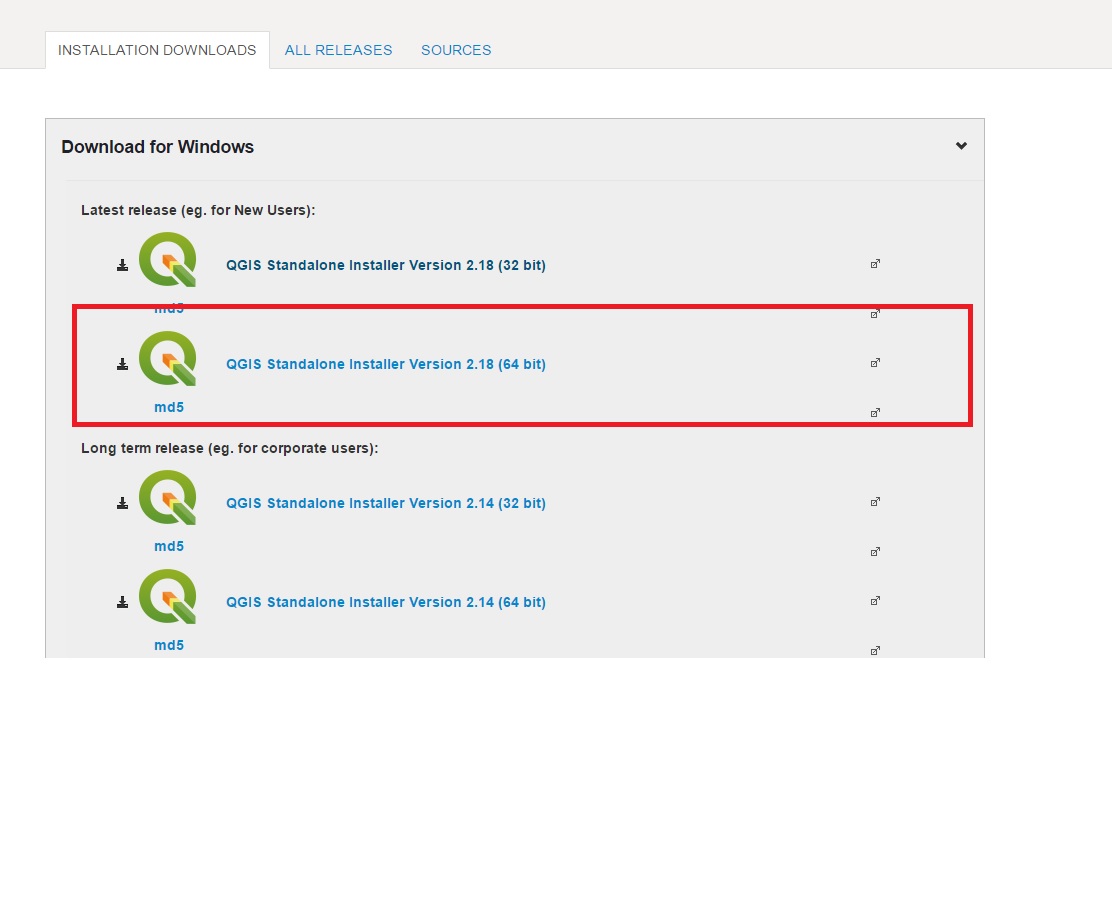 INSTALLATION DOWNLOADS ALL RELEASES SOURCES
Download for Windows
Latest release (eg. for New Users):
QGIS Standalone Installer Version 2.18 (32 bit)
md5
QGIS Standalone Installer Version 2.18 (64 bit)
md5
Long term release (eg. for corporate users):
QGIS Standalone Installer Version 2.14 (32 bit)
md5
QGIS Standalone Installer Version 2.14 (64 bit)
md5